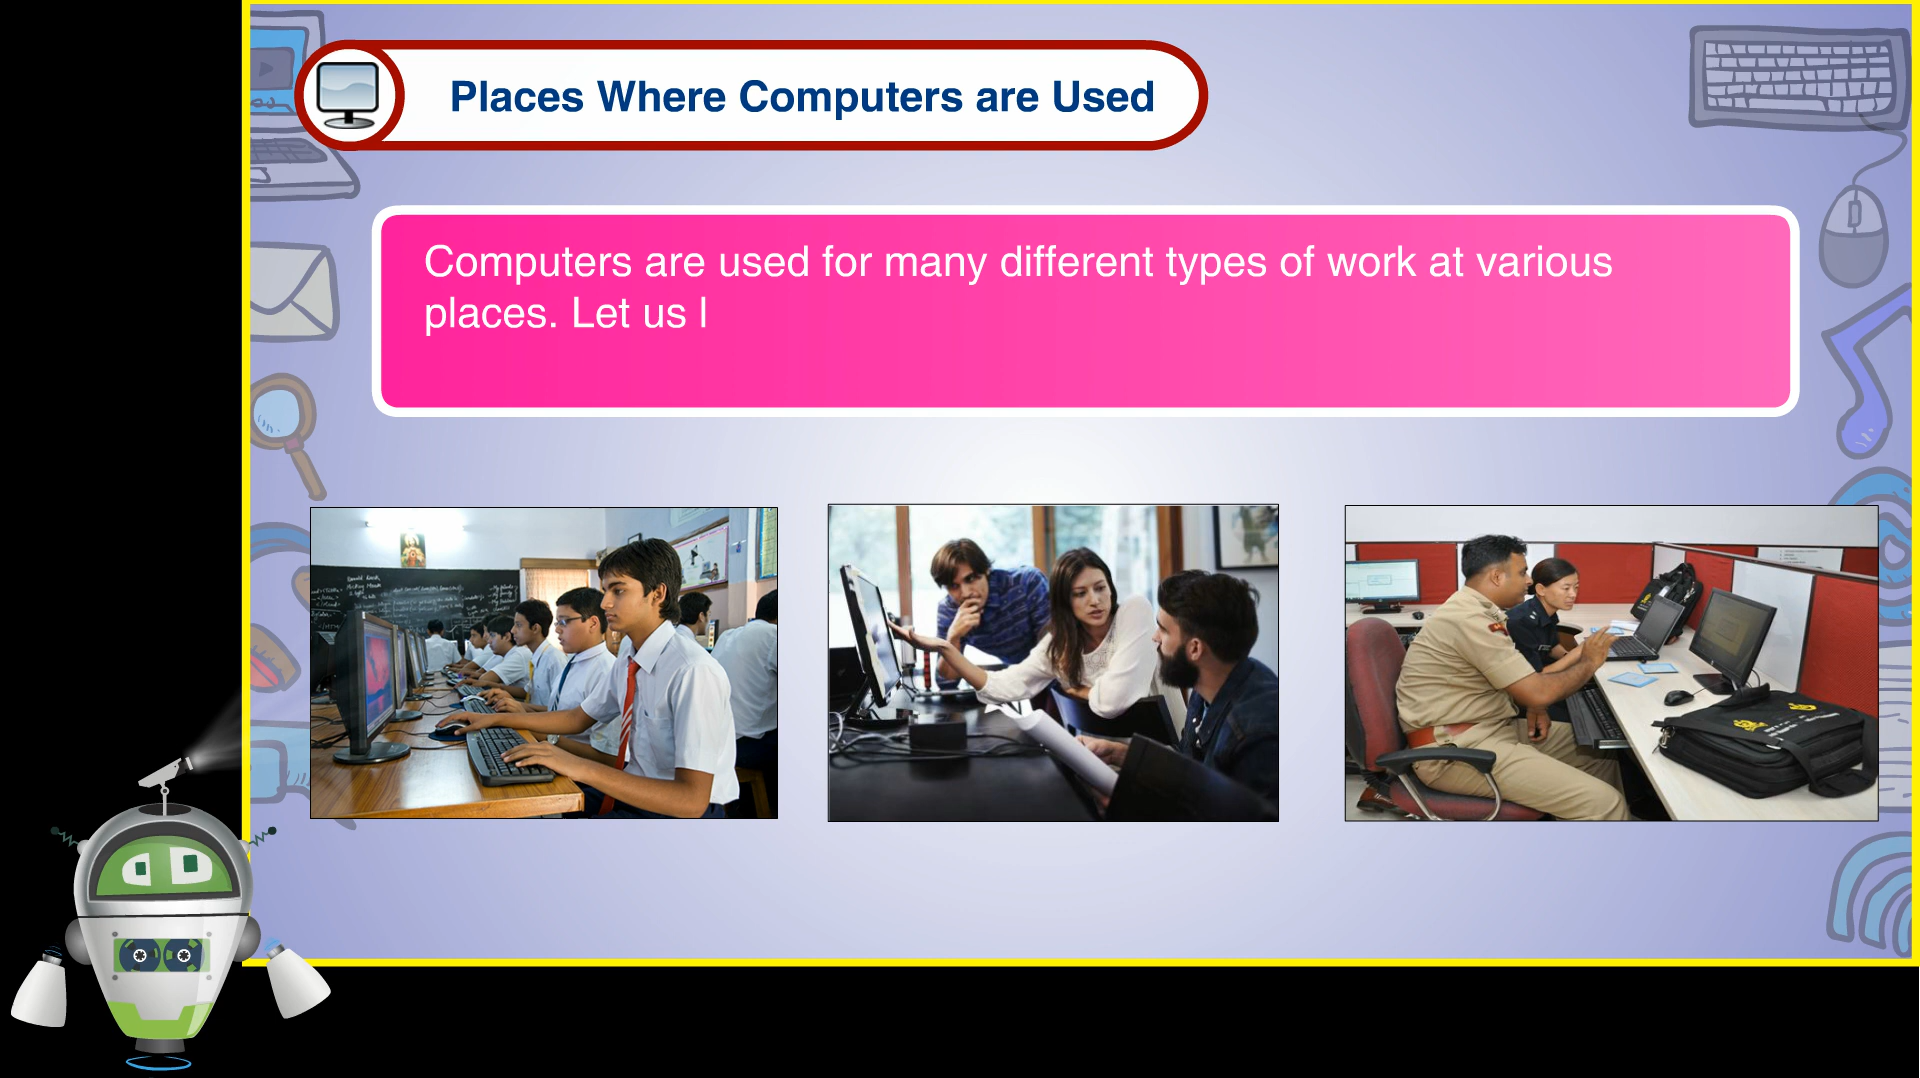 Places Where Computers are Used
Computers are used for many different types of work at various
places. Let us l